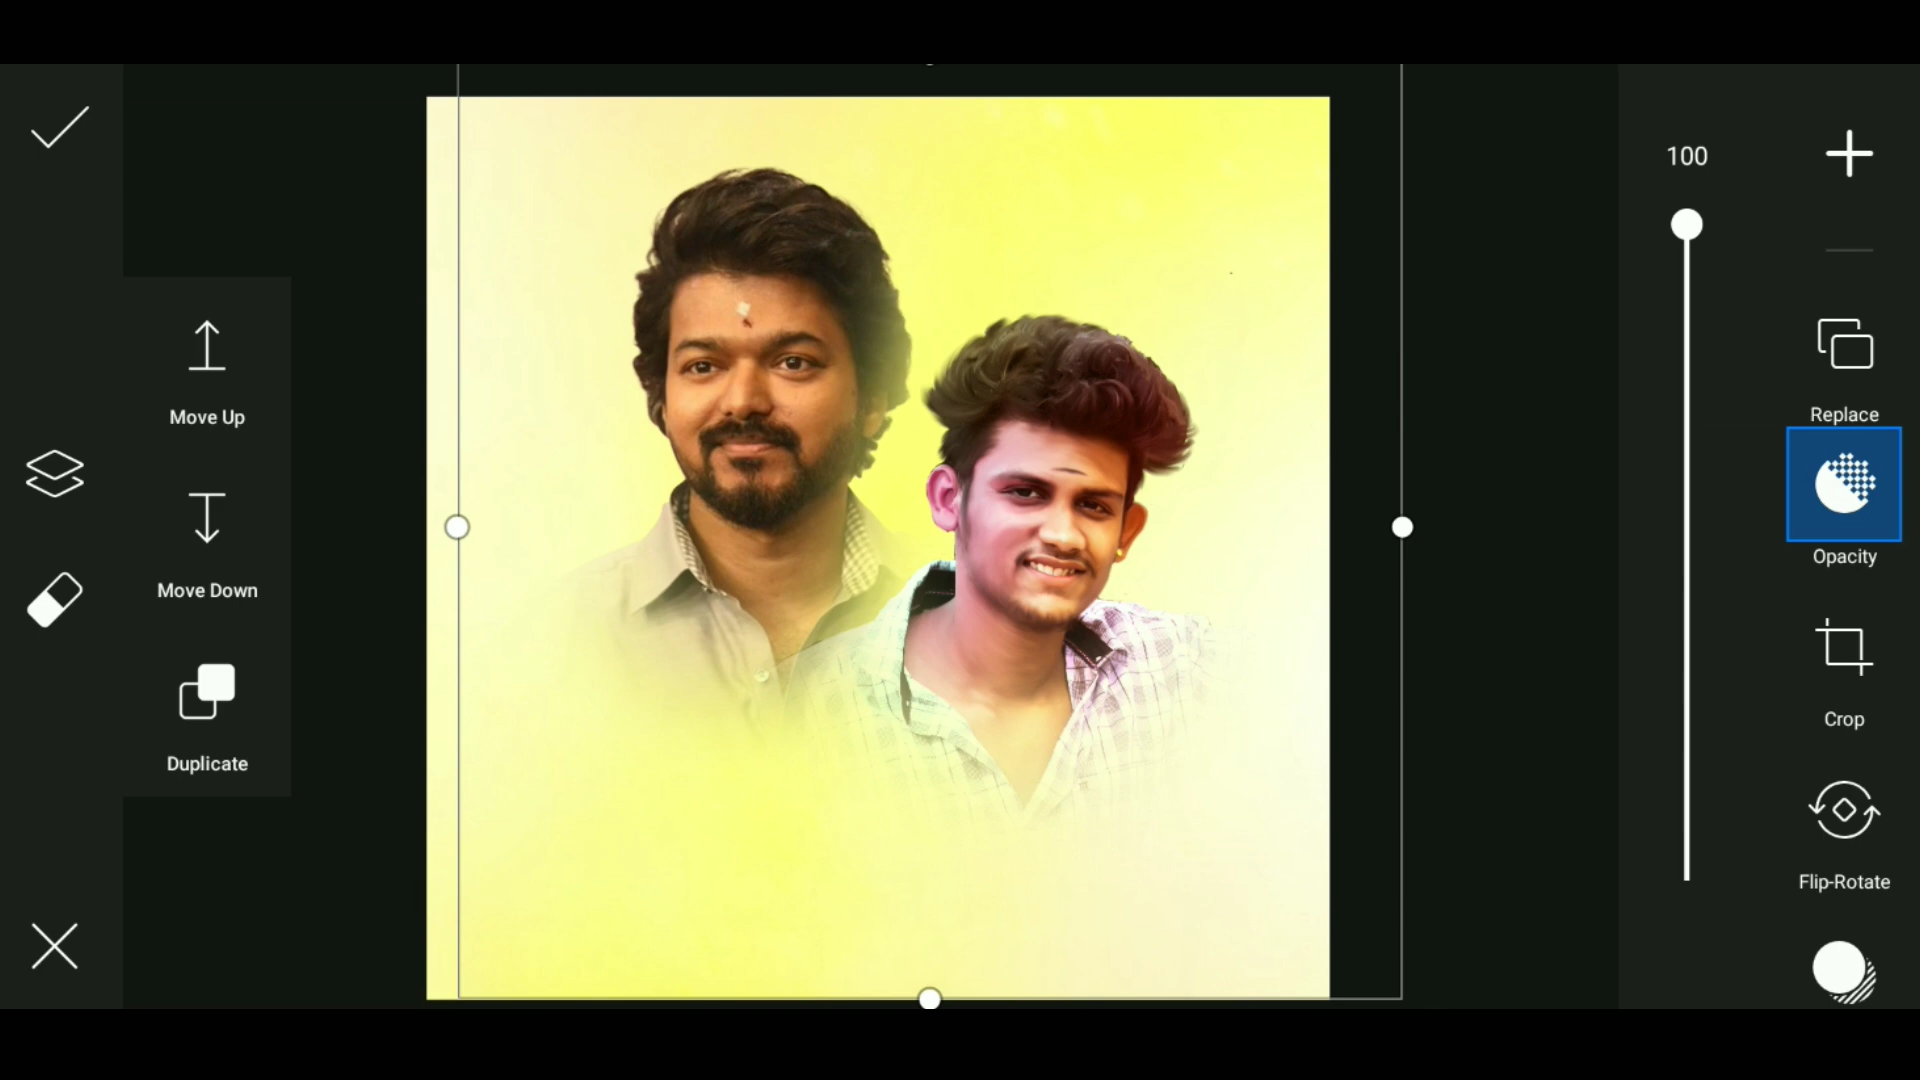 Move Up
Move Down
Duplicate
100
Replace
Opacity
Crop
Flip-Rotate